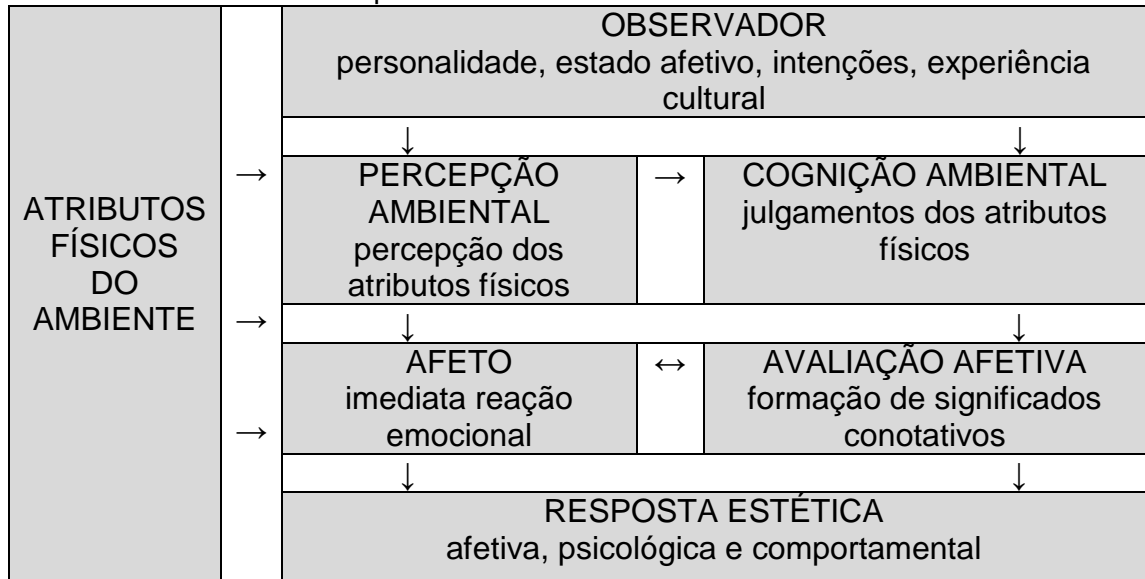 OBSERVADOR
personalidade, estado afetivo, intenções, experiência
cultural
↓ ↓
ATRIBUTOS
FÍSICOS
DO
AMBIENTE
→
→
→
PERCEPÇÃO
AMBIENTAL
percepção dos
atributos físicos
→
COGNIÇÃO AMBIENTAL
julgamentos dos atributos
físicos
↓ ↓
AFETO
imediata reação
emocional
↔
AVALIAÇÃO AFETIVA
formação de significados
conotativos
↓ ↓
RESPOSTA ESTÉTICA
afetiva, psicológica e comportamental